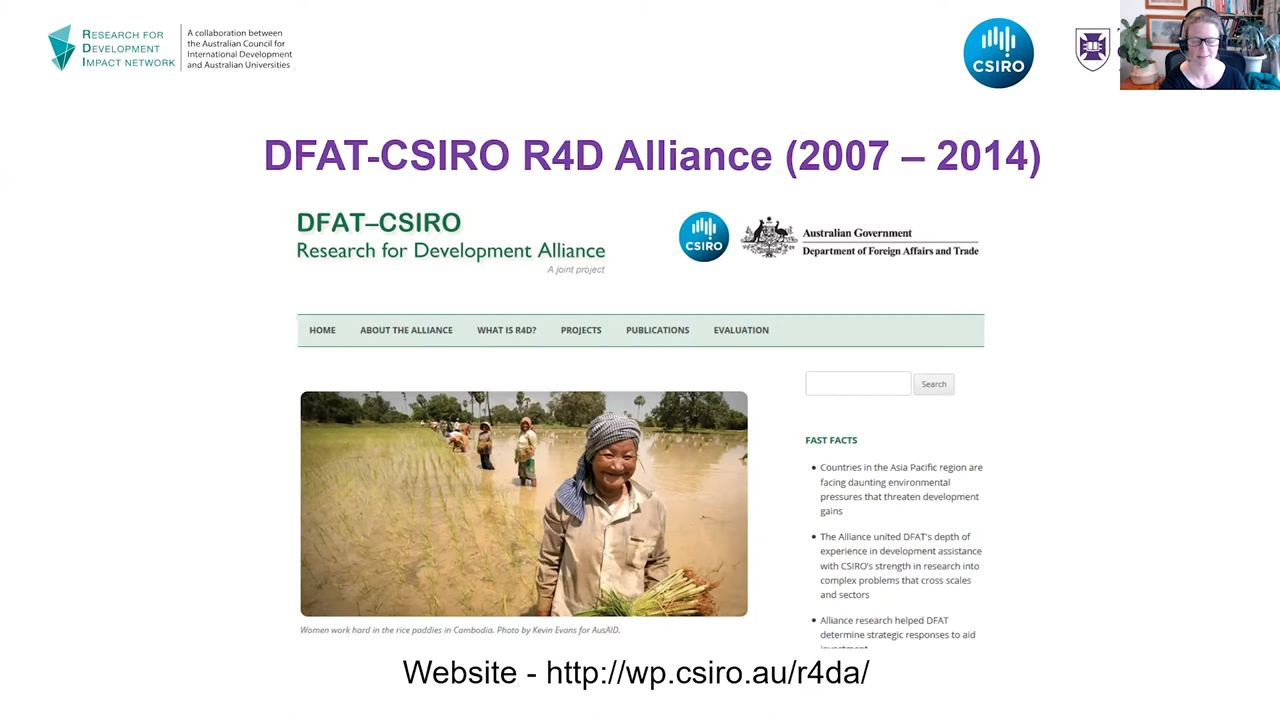 RESEARCH FOR
DEVELOPMENT
IMPACT NETWORK
A collaboration between
the Australian Council for
International Development
and Australian Universities
CSIRO
DFAT-CSIRO R4D Alliance (2007 – 2014)
DFAT–CSIRO
Research for Development Alliance
A joint project
CSIRO
Australian Government
Department of Foreign Affairs and Trade
HOME ABOUT THE ALLIANCE WHAT IS R4D? PROJECTS PUBLICATIONS EVALUATION
Search
FAST FACTS
• Countries in the Asia Pacific region are
facing daunting environmental
pressures that threaten development
gains
• The Alliance united DFAT's depth of
experience in development assistance
with CSIRO's strength in research into
complex problems that cross scales
and sectors
• Alliance research helped DFAT
determine strategic responses to aid
Women work hard in the rice paddies in Cambodia. Photo by Kevin Evans for AusAID.
Website - http://wp.csiro.au/r4da/